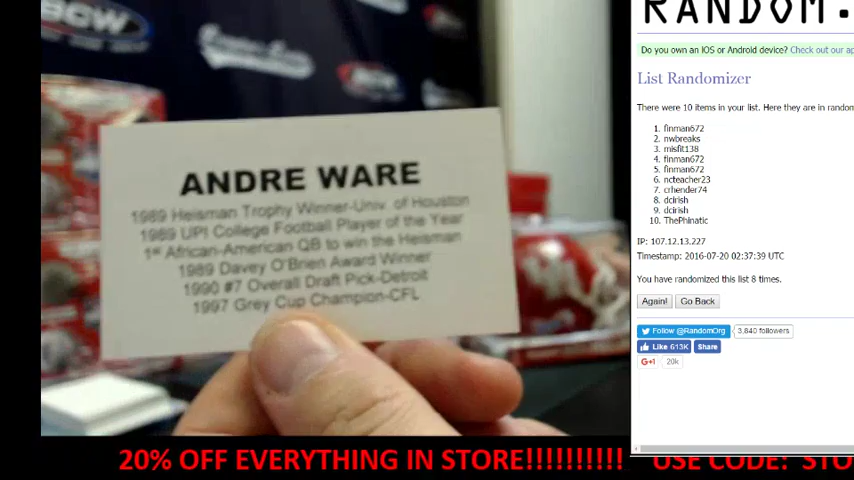 BCW
ANDRE WARE
1989 Heisman Trophy Winner-Univ. of Houston
1989 UPI College Football Player of the Year
1st African-American QB to win the Heisman
1989 Davey O'Brien Award Winner
1990 #7 Overall Draft Pick-Detroit
1997 Grey Cup Champion-CFL
RANDOM.
Do you own an iOS or Android device? Check out our ap
List Randomizer
There were 10 items in your list. Here they are in random
1. finman672
2. nwbreaks
3. misfit138
4. finman672
5. finman672
6. ncteacher23
7. crhender74
8. dcirish
9. dcirish
10. ThePhinatic
IP: 107.12.13.227
Timestamp: 2016-07-20 02:37:39 UTC
You have randomized this list 8 times.
Again! Go Back
Follow @RandomOrg 3,840 followers
Like 613K Share
G+1 20k
20% OFF EVERYTHING IN STORE!!!!!!!!!! USE CODE: STO